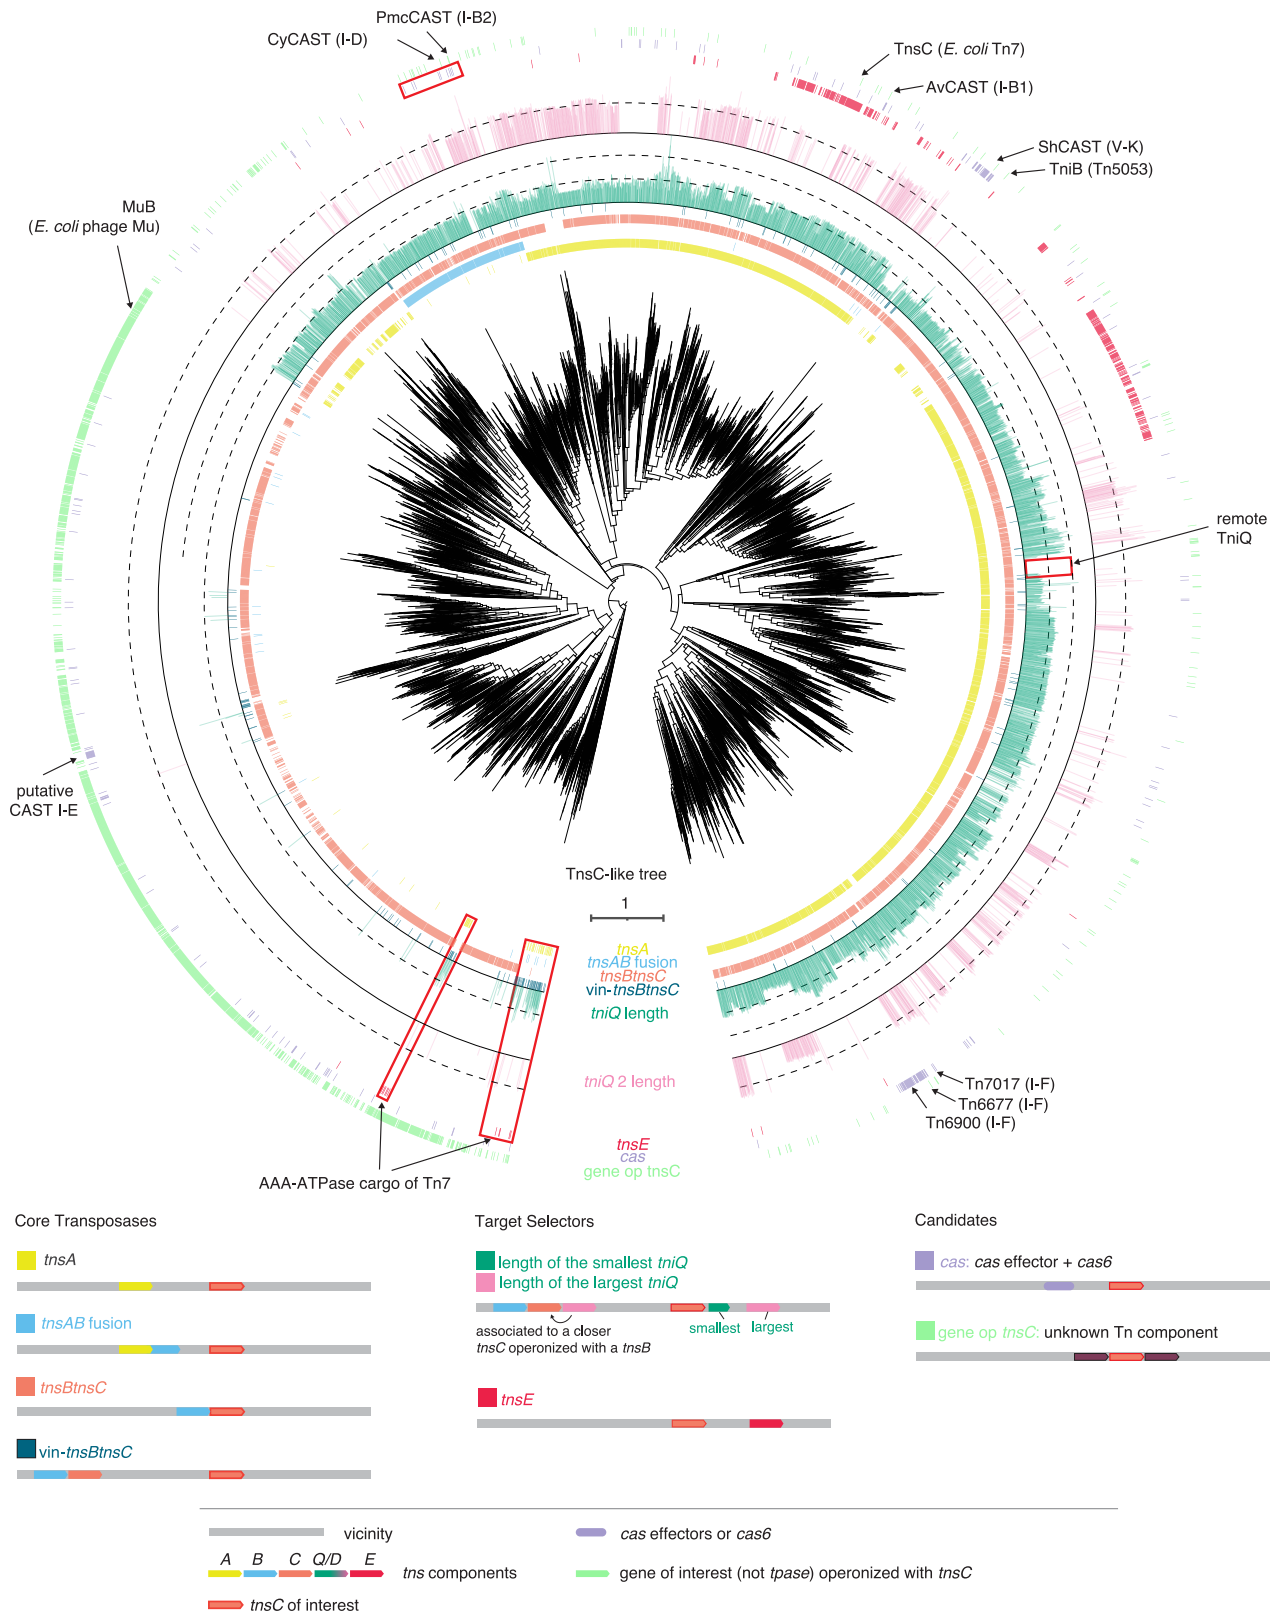 PmcCAST (I-B2)
CyCAST (I-D)
TnsC (E. coli Tn7)
AvCAST (I-B1)
ShCAST (V-K)
TniB (Tn5053)
MuB
(E. coli phage Mu)
remote
TniQ
putative
CAST I-E
TnsC-like tree
1
tnsA
tnsAB fusion
tnsBtnsC
vin-tnsBtnsC
tniQ length
tniQ 2 length
Tn7017 (I-F)
Tn6677 (I-F)
Tn6900 (I-F)
tnsE
cas
gene op tnsC
AAA-ATPase cargo of Tn7
Core Transposases
tnsA
tnsAB fusion
tnsBtnsC
vin-tnsBtnsC
Target Selectors
length of the smallest tniQ
length of the largest tniQ
associated to a closer
tnsC operonized with a tnsB
smallest
largest
tnsE
Candidates
cas: cas effector + cas6
gene op tnsC: unknown Tn component
vicinity
A B C Q/D E
tns components
tnsC of interest
cas effectors or cas6
gene of interest (not tpase) operonized with tnsC